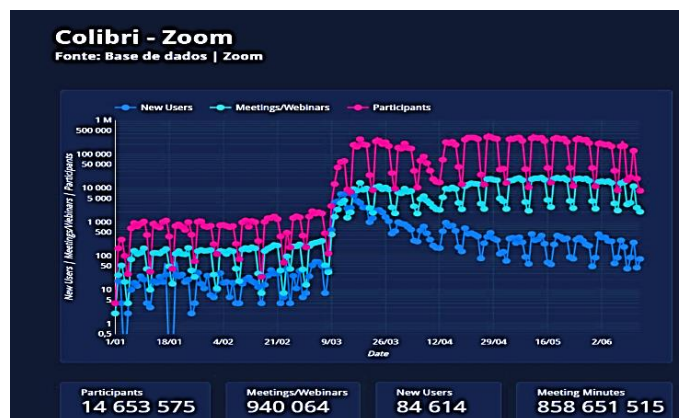 Colibri - Zoom
Fonte: Base de dados | Zoom
New Users Meetings/Webinars Participants
New Users | Meetings/Webinars | Participants
1 M
500 000
100 000
50 000
10 000
5 000
1 000
500
100
50
10
5
1
0,5
1/01 18/01 4/02 21/02 9/03 26/03 12/04 29/04 16/05 2/06
Date
Participants Meetings/Webinars New Users Meeting Minutes
14 653 575 940 064 84 614 858 651 515